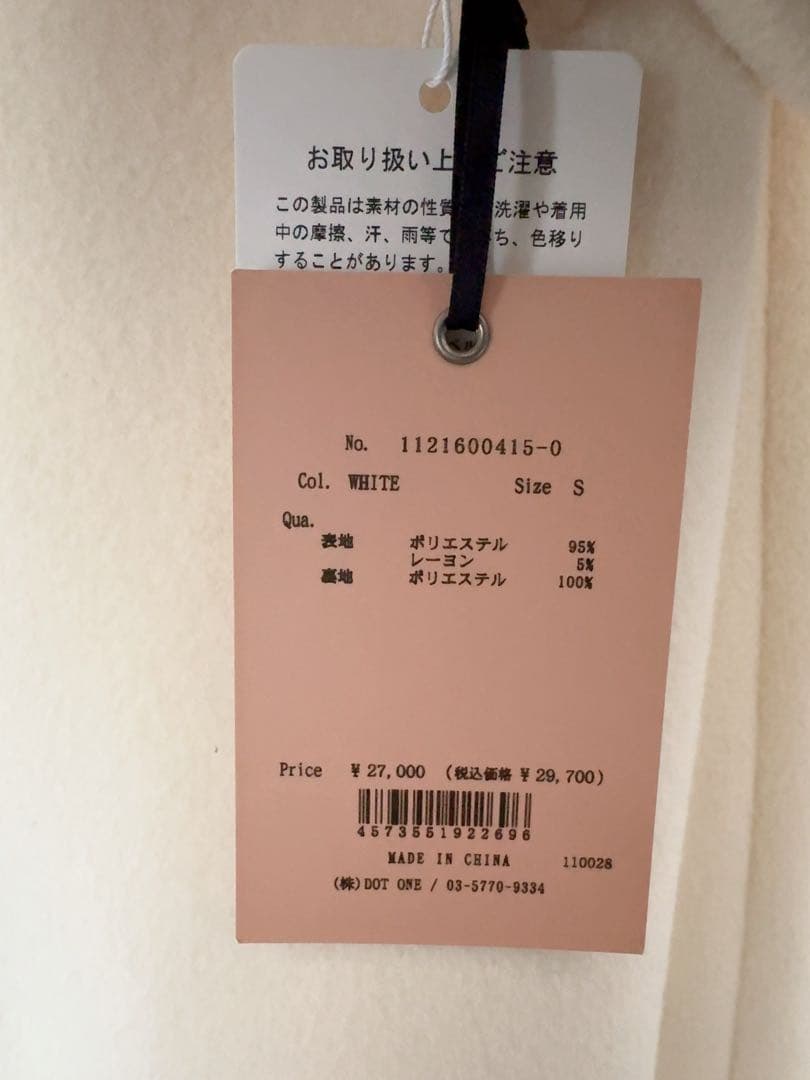 お取り扱い上 ご注意
この製品は素材の性質 洗濯や着用
中の摩擦、汗、雨等で ち、色移り
することがあります。
No. 1121600415-0
Col. WHITE Size S
Qua.
表地 ポリエステル 95%
レーヨン 5%
裏地 ポリエステル 100%
Price ¥27,000 (税込価格 ¥29,700)
4573551922696
MADE IN CHINA 110028
(株)DOT ONE / 03-5770-9334